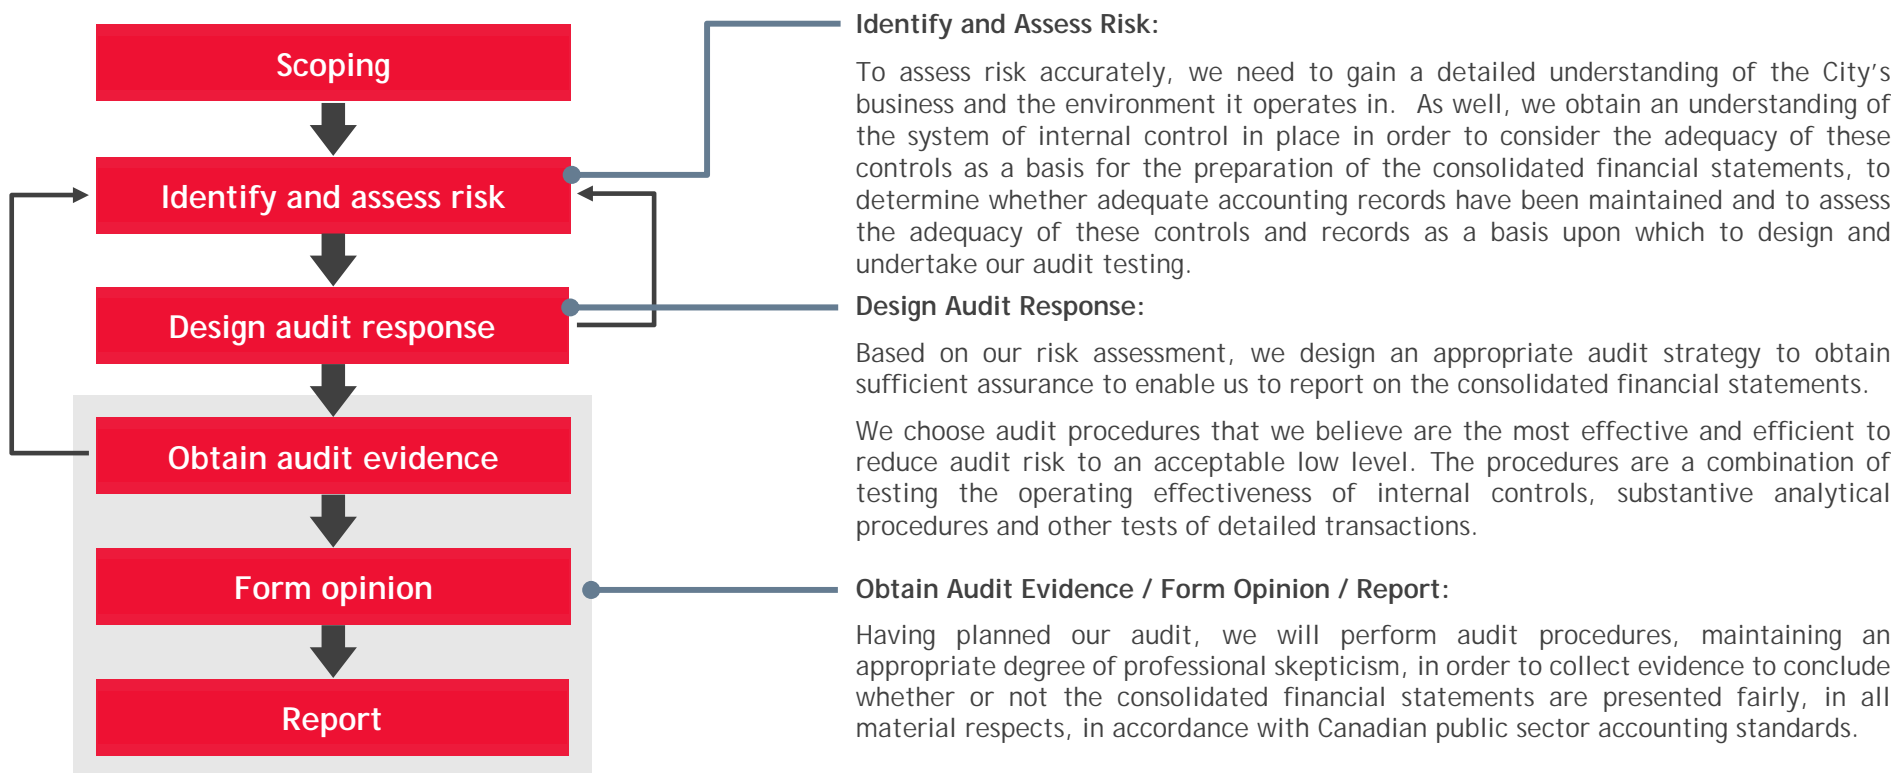 Scoping
Identify and assess risk
Design audit response
Obtain audit evidence
Form opinion
Report
Identify and Assess Risk:
To assess risk accurately, we need to gain a detailed understanding of the City's
business and the environment it operates in. As well, we obtain an understanding of
the system of internal control in place in order to consider the adequacy of these
controls as a basis for the preparation of the consolidated financial statements, to
determine whether adequate accounting records have been maintained and to assess
the adequacy of these controls and records as a basis upon which to design and
undertake our audit testing.
Design Audit Response:
Based on our risk assessment, we design an appropriate audit strategy to obtain
sufficient assurance to enable us to report on the consolidated financial statements.
We choose audit procedures that we believe are the most effective and efficient to
reduce audit risk to an acceptable low level. The procedures are a combination of
testing the operating effectiveness of internal controls, substantive analytical
procedures and other tests of detailed transactions.
Obtain Audit Evidence / Form Opinion / Report:
Having planned our audit, we will perform audit procedures, maintaining an
appropriate degree of professional skepticism, in order to collect evidence to conclude
whether or not the consolidated financial statements are presented fairly, in all
material respects, in accordance with Canadian public sector accounting standards.